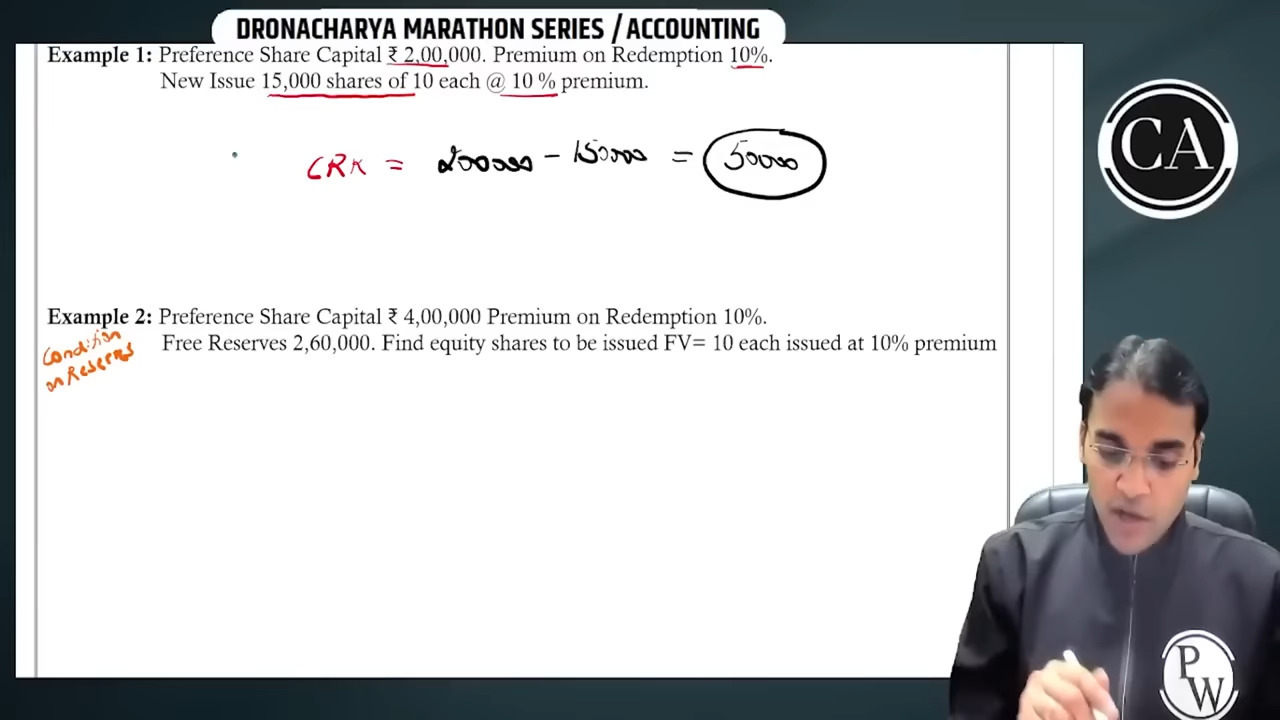 DRONACHARYA MARATHON SERIES / ACCOUNTING
Example 1: Preference Share Capital ₹ 2,00,000. Premium on Redemption 10%.
New Issue 15,000 shares of 10 each @ 10 % premium.
CRR = 200000 - 150000 = 50000
CA
Example 2: Preference Share Capital ₹ 4,00,000 Premium on Redemption 10%.
Free Reserves 2,60,000. Find equity shares to be issued FV= 10 each issued at 10% premium
Condition
on Reserves
PW